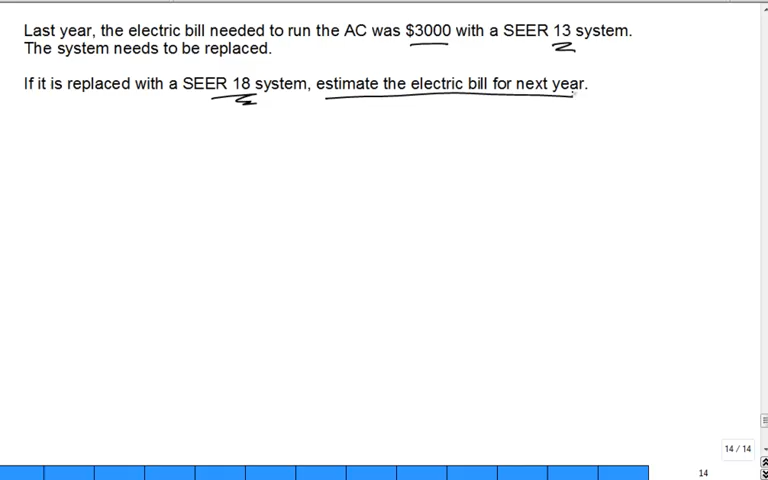 Last year, the electric bill needed to run the AC was $3000 with a SEER 13 system.
The system needs to be replaced.
If it is replaced with a SEER 18 system, estimate the electric bill for next year.
14 / 14
14